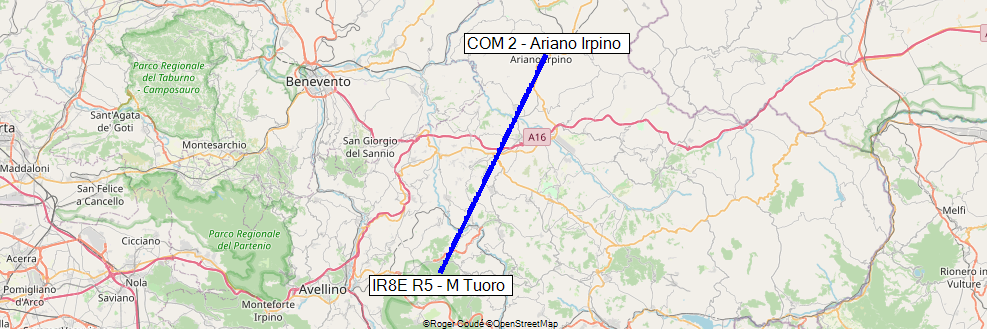 COM 2 - Ariano Irpino
Ariano Irpino
Parco Regionale
del Taburno
- Camposauro
Benevento
Sant'Agata
de' Goti
Montesarchio
San Giorgio
del Sannio
A16
Maddaloni
San Felice
a Cancello
Parco Regionale
del Partenio
Melfi
Cicciano
Acerra
Nola
Pomigliano
d'Arco
Saviano
Avellino
Monteforte
Irpino
IR8E R5 - M Tuoro
Rionero in
Vulture
©Roger Coudé ©OpenStreetMap